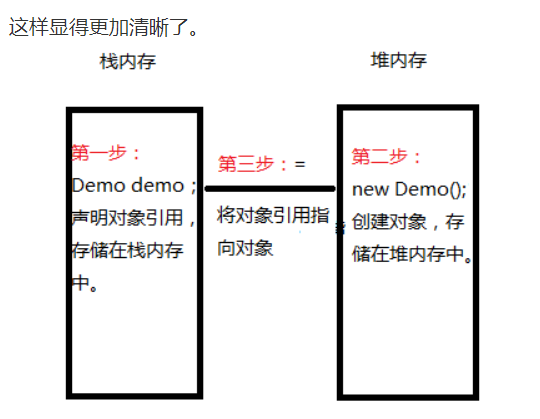 这样显得更加清晰了。
栈内存
堆内存
第一步：
Demo demo；
声明对象引用，
存储在栈内存
中。
第三步：=
将对象引用指
向对象
第二步：
new Demo();
创建对象，存
储在堆内存中。